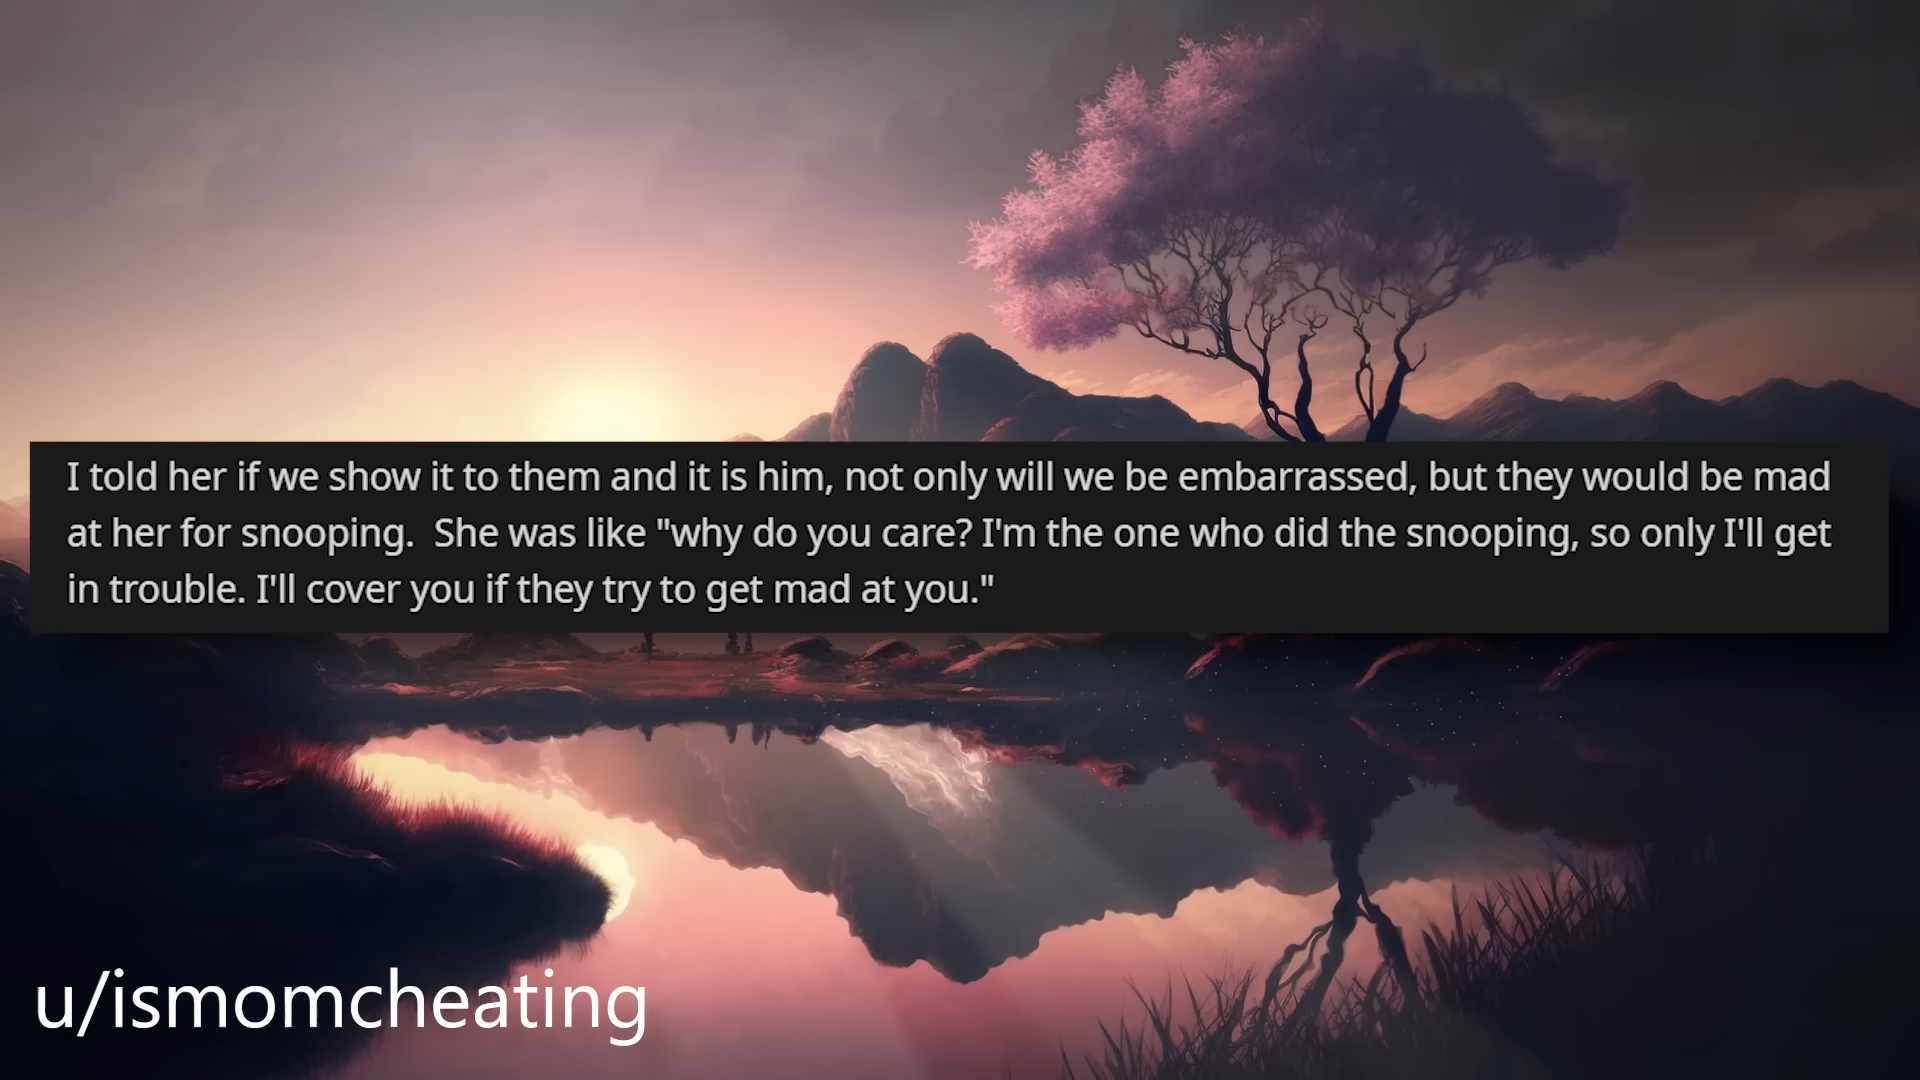 I told her if we show it to them and it is him, not only will we be embarrassed, but they would be mad
at her for snooping.  She was like "why do you care? I'm the one who did the snooping, so only I'll get
in trouble. I'll cover you if they try to get mad at you."
u/ismomcheating